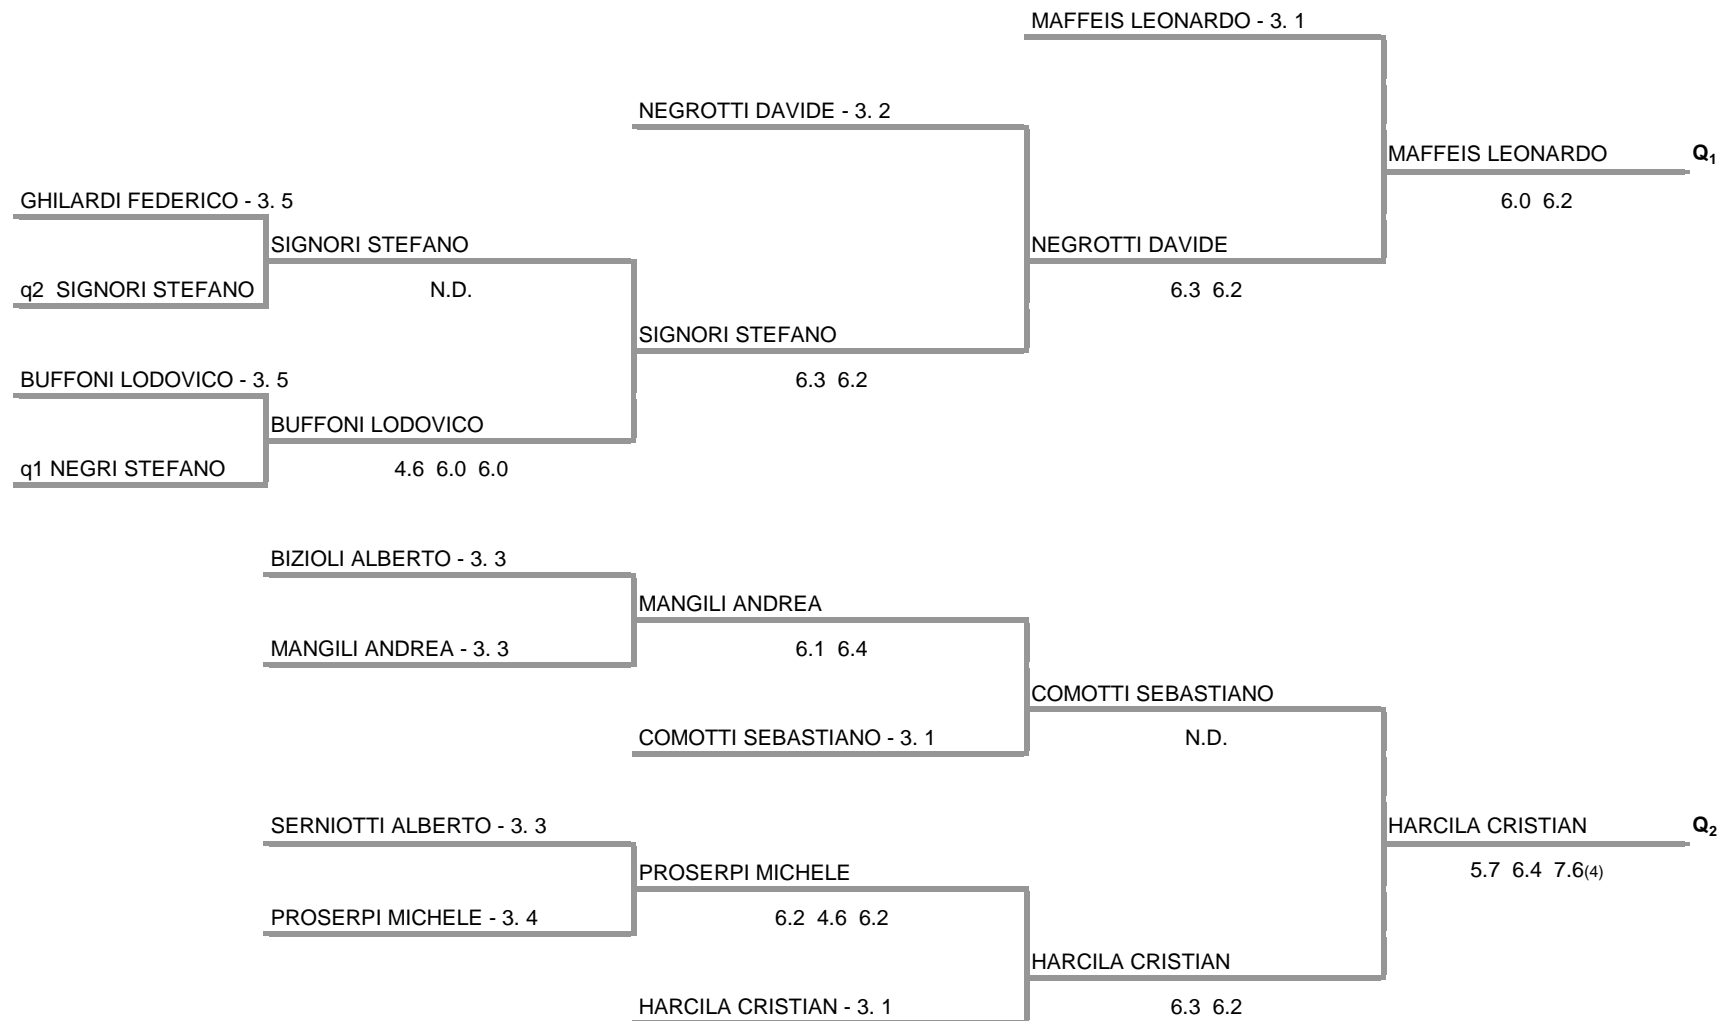 MAFFEIS LEONARDO - 3. 1
NEGROTTI DAVIDE - 3. 2
MAFFEIS LEONARDO Q1
GHILARDI FEDERICO - 3. 5
6.0 6.2
SIGNORI STEFANO
NEGROTTI DAVIDE
q2 SIGNORI STEFANO
N.D.
6.3 6.2
SIGNORI STEFANO
BUFFONI LODOVICO - 3. 5
6.3 6.2
BUFFONI LODOVICO
q1 NEGRI STEFANO
4.6 6.0 6.0
BIZIOLI ALBERTO - 3. 3
MANGILI ANDREA
MANGILI ANDREA - 3. 3
6.1 6.4
COMOTTI SEBASTIANO
COMOTTI SEBASTIANO - 3. 1
N.D.
SERNIOTTI ALBERTO - 3. 3
HARCILA CRISTIAN Q2
PROSERPI MICHELE
5.7 6.4 7.6(4)
PROSERPI MICHELE - 3. 4
6.2 4.6 6.2
HARCILA CRISTIAN
HARCILA CRISTIAN - 3. 1
6.3 6.2